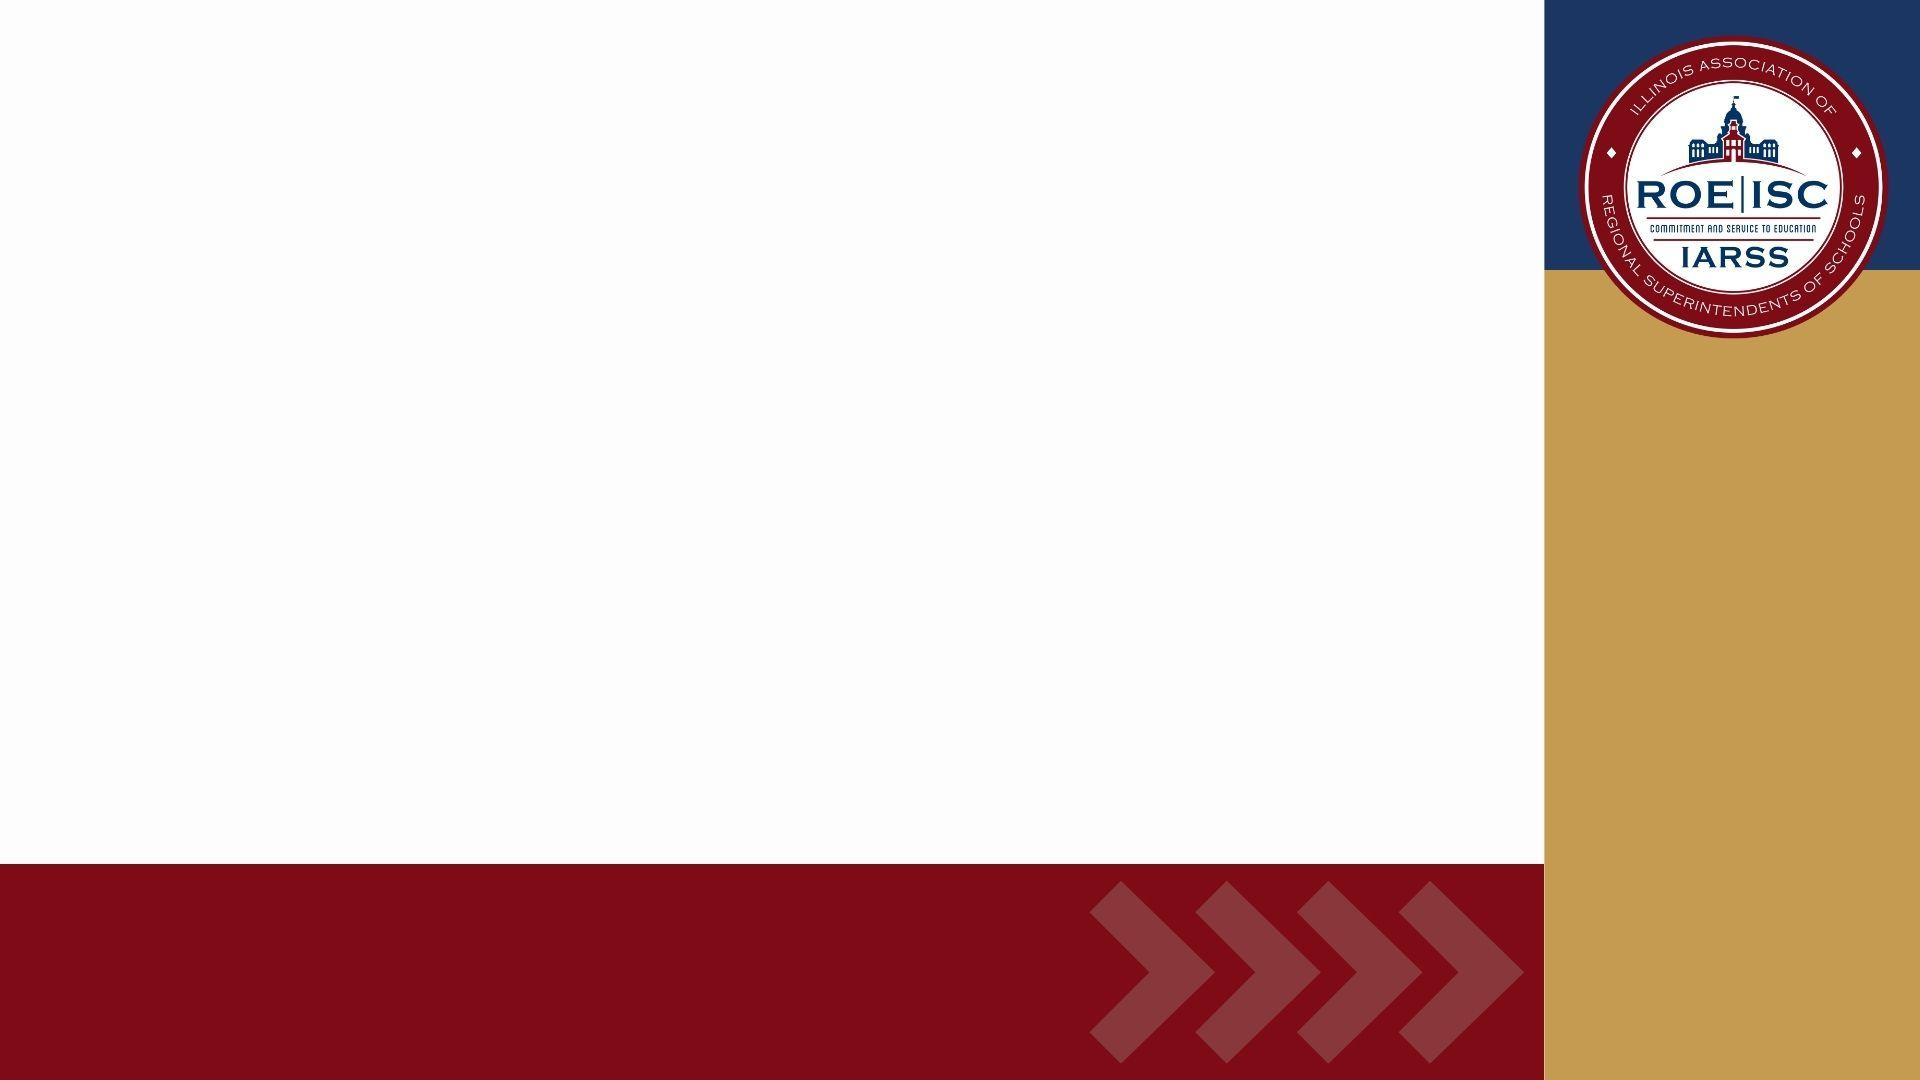 ILLINOIS ASSOCIATION OF
ROE|ISC
COMMITMENT AND SERVICE TO EDUCATION
IARSS
REGIONAL SUPERINTENDENTS OF SCHOOLS